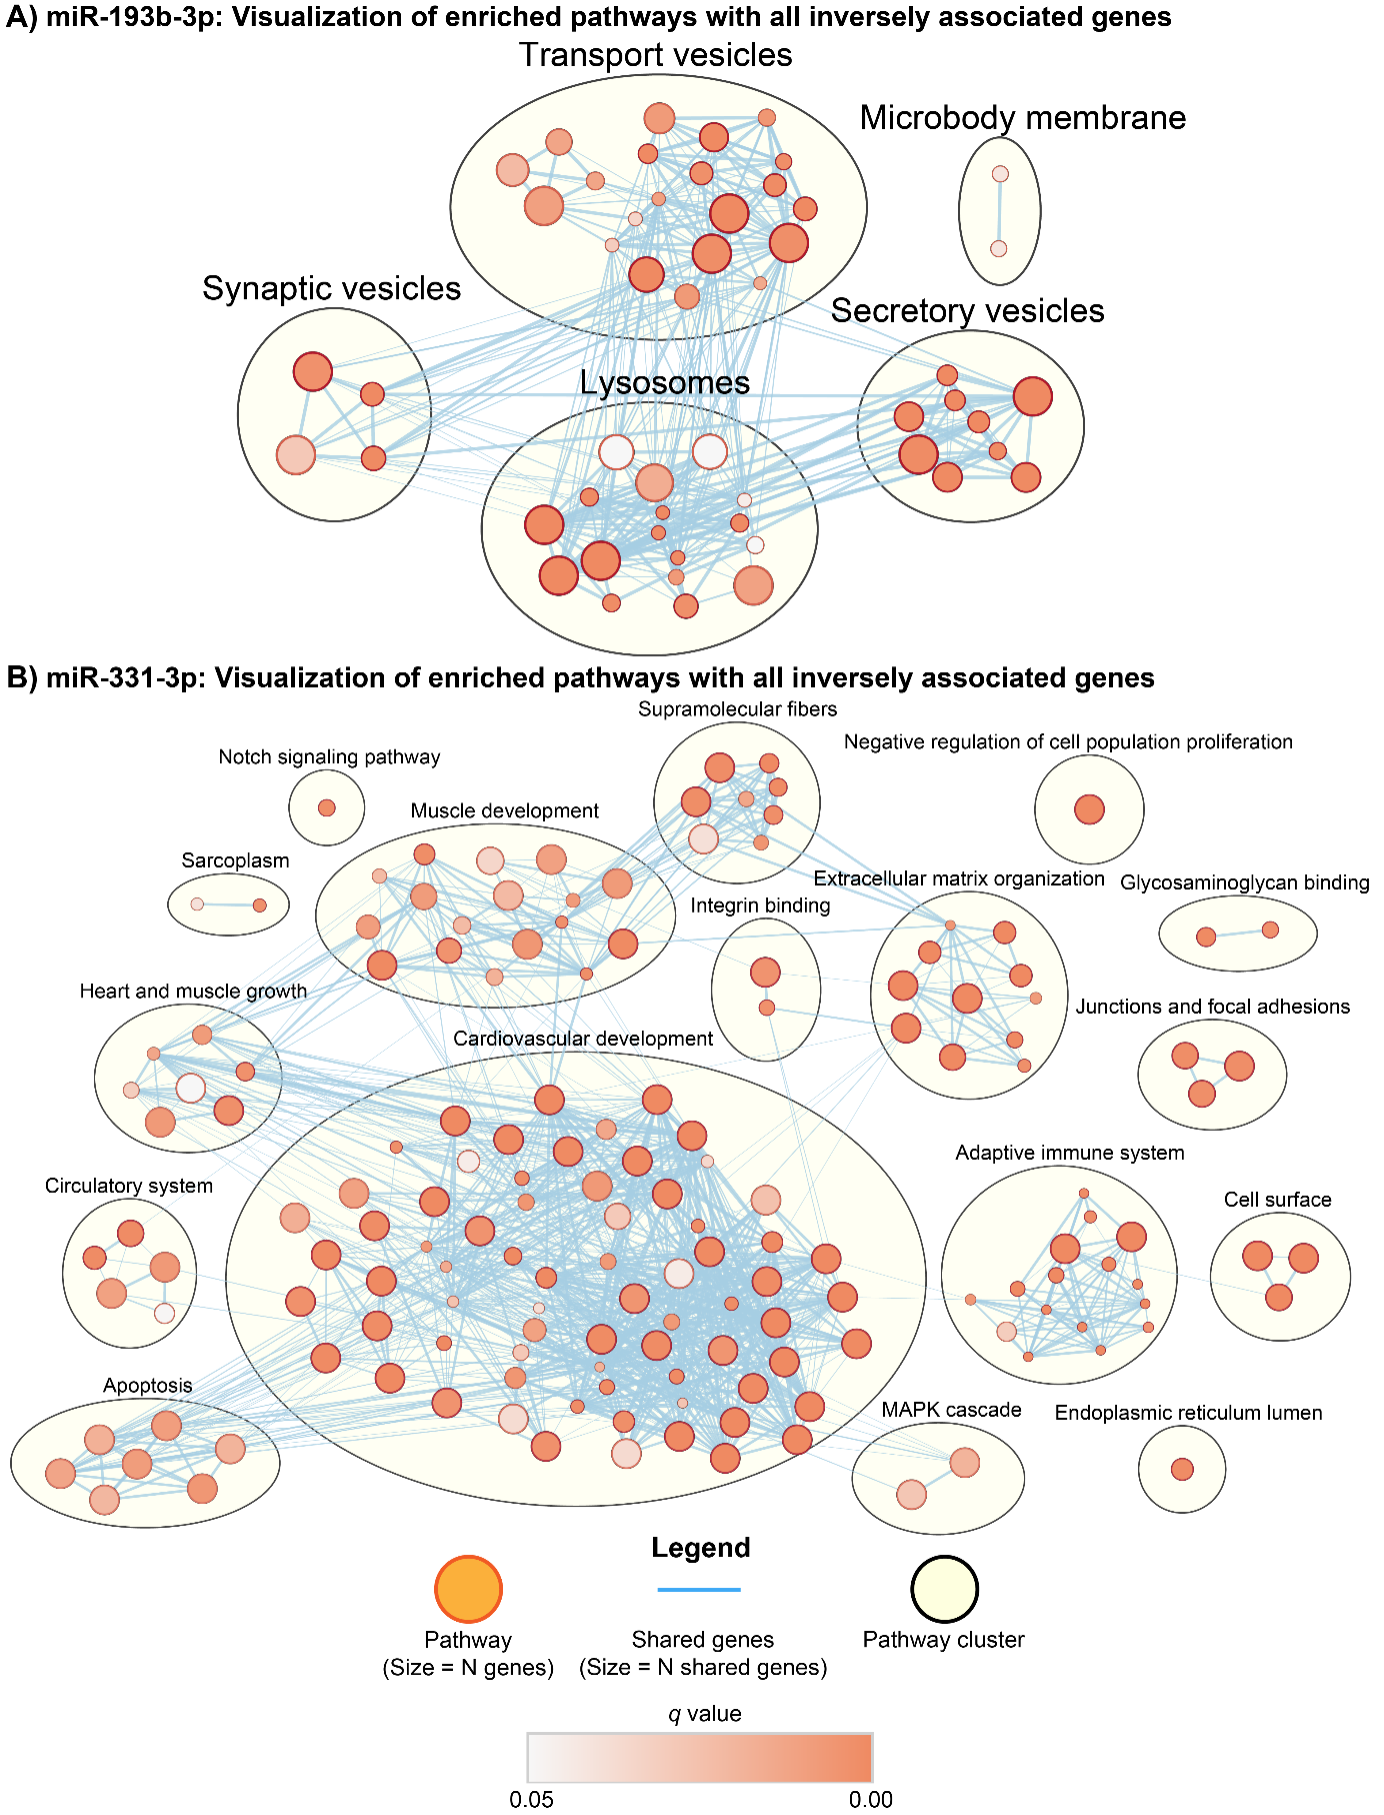 A) miR-193b-3p: Visualization of enriched pathways with all inversely associated genes
Transport vesicles
Microbody membrane
Synaptic vesicles
Secretory vesicles
Lysosomes
B) miR-331-3p: Visualization of enriched pathways with all inversely associated genes
Supramolecular fibers
Negative regulation of cell population proliferation
Notch signaling pathway
Muscle development
Sarcoplasm
Extracellular matrix organization
Glycosaminoglycan binding
Integrin binding
Heart and muscle growth
Junctions and focal adhesions
Cardiovascular development
Adaptive immune system
Circulatory system
Cell surface
Apoptosis
MAPK cascade
Endoplasmic reticulum lumen
Legend
Pathway
(Size = N genes)
Shared genes
(Size = N shared genes)
Pathway cluster
q value
0.05
0.00